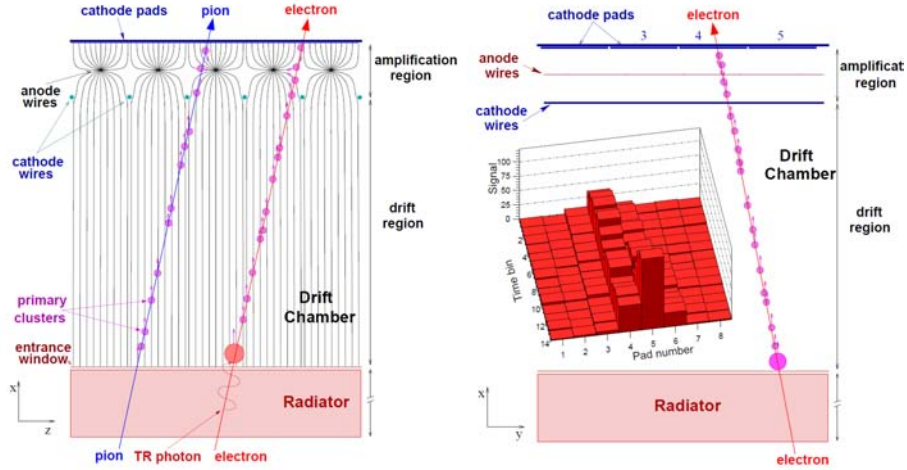 pion
electron
cathode pads
amplification
region
anode
wires
cathode
wires
drift
region
primary
clusters
Drift
Chamber
entrance
window
x
z
Radiator
TR photon
pion
electron
electron
cathode pads
3
4
5
anode
wires
amplificat
region
cathode
wires
Drift
Chamber
drift
region
Signal
100
75
50
25
0
Time bin
2
4
6
8
10
12
14
1
2
3
4
5
6
7
8
Pad number
x
y
Radiator
electron